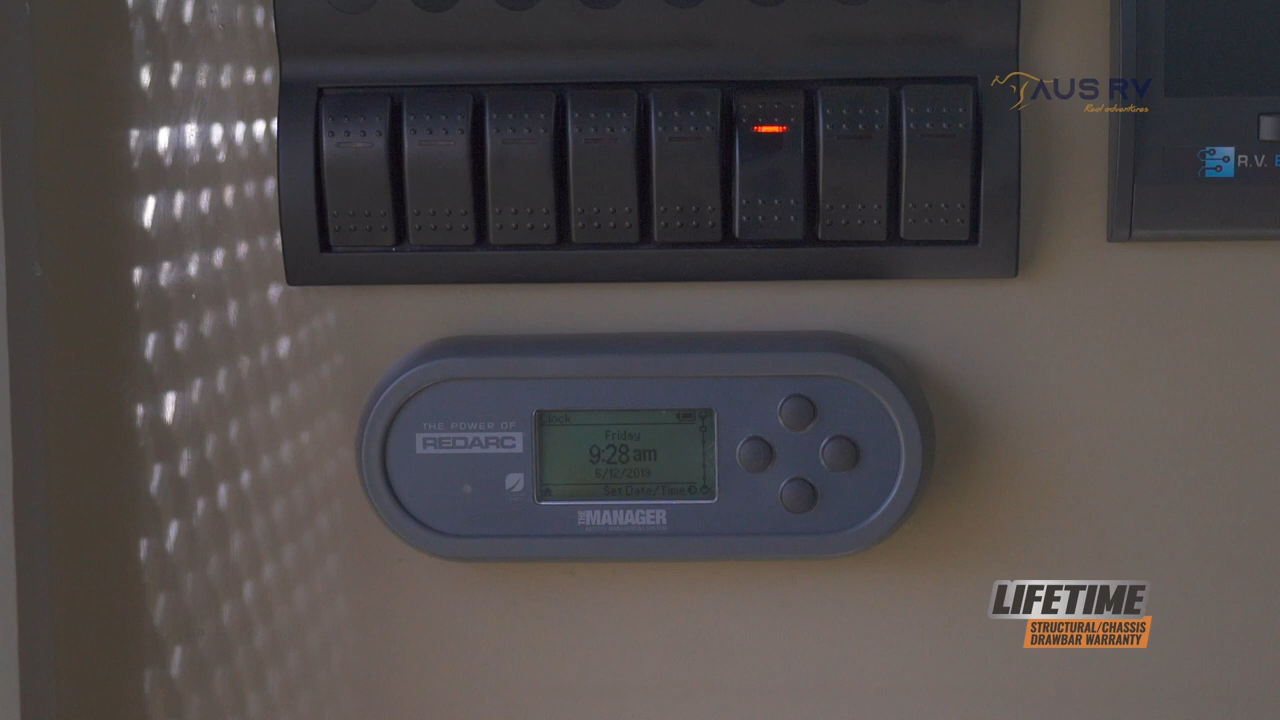 AUS RV
Real adventures
R.V.
THE POWER OF
REDARC
Clock
Friday
9:28 am
6/12/2019
Set Date/Time
THE MANAGER
LIFETIME
STRUCTURAL/CHASSIS
DRAWBAR WARRANTY